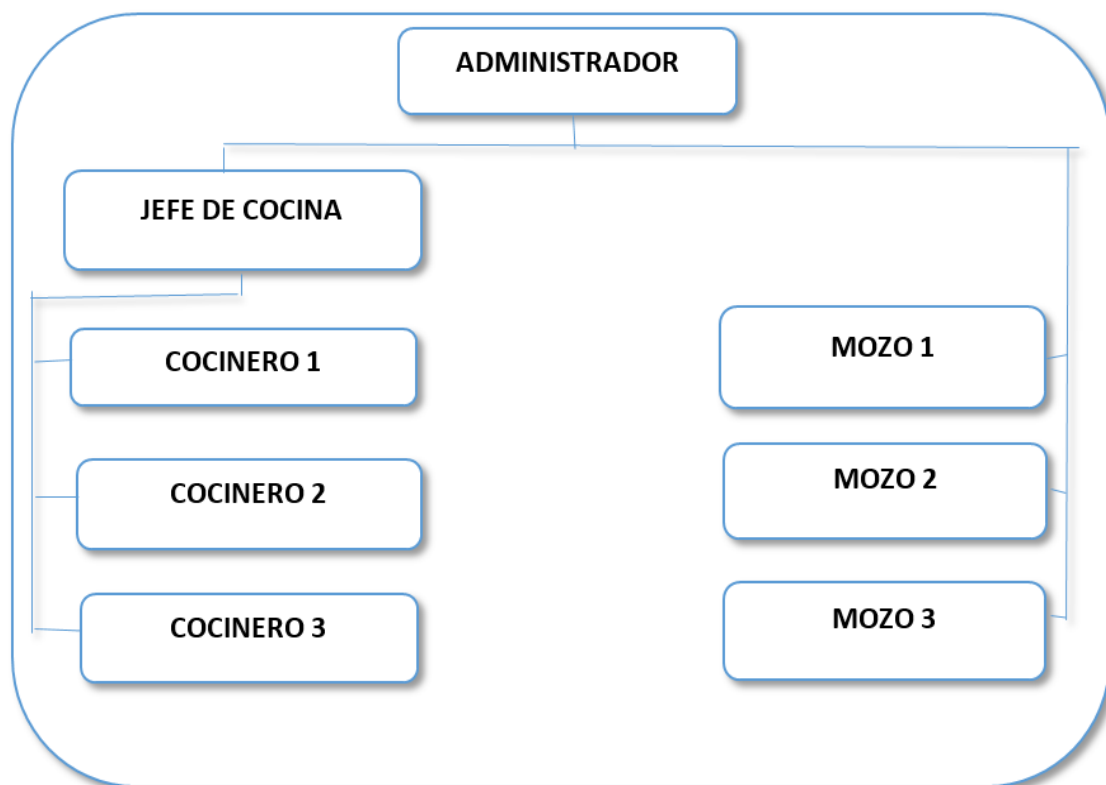 ADMINISTRADOR
JEFE DE COCINA
COCINERO 1
COCINERO 2
COCINERO 3
MOZO 1
MOZO 2
MOZO 3